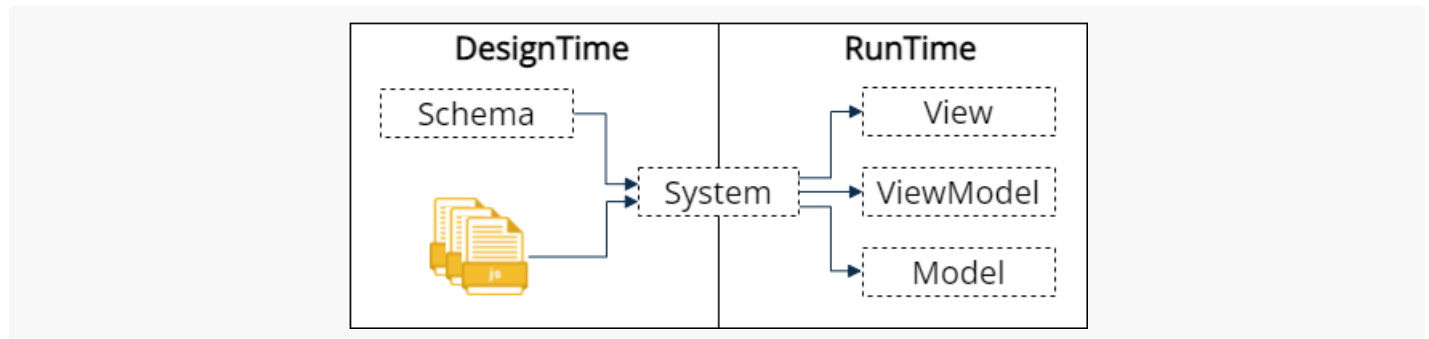 DesignTime
RunTime
Schema
View
System
ViewModel
js
Model